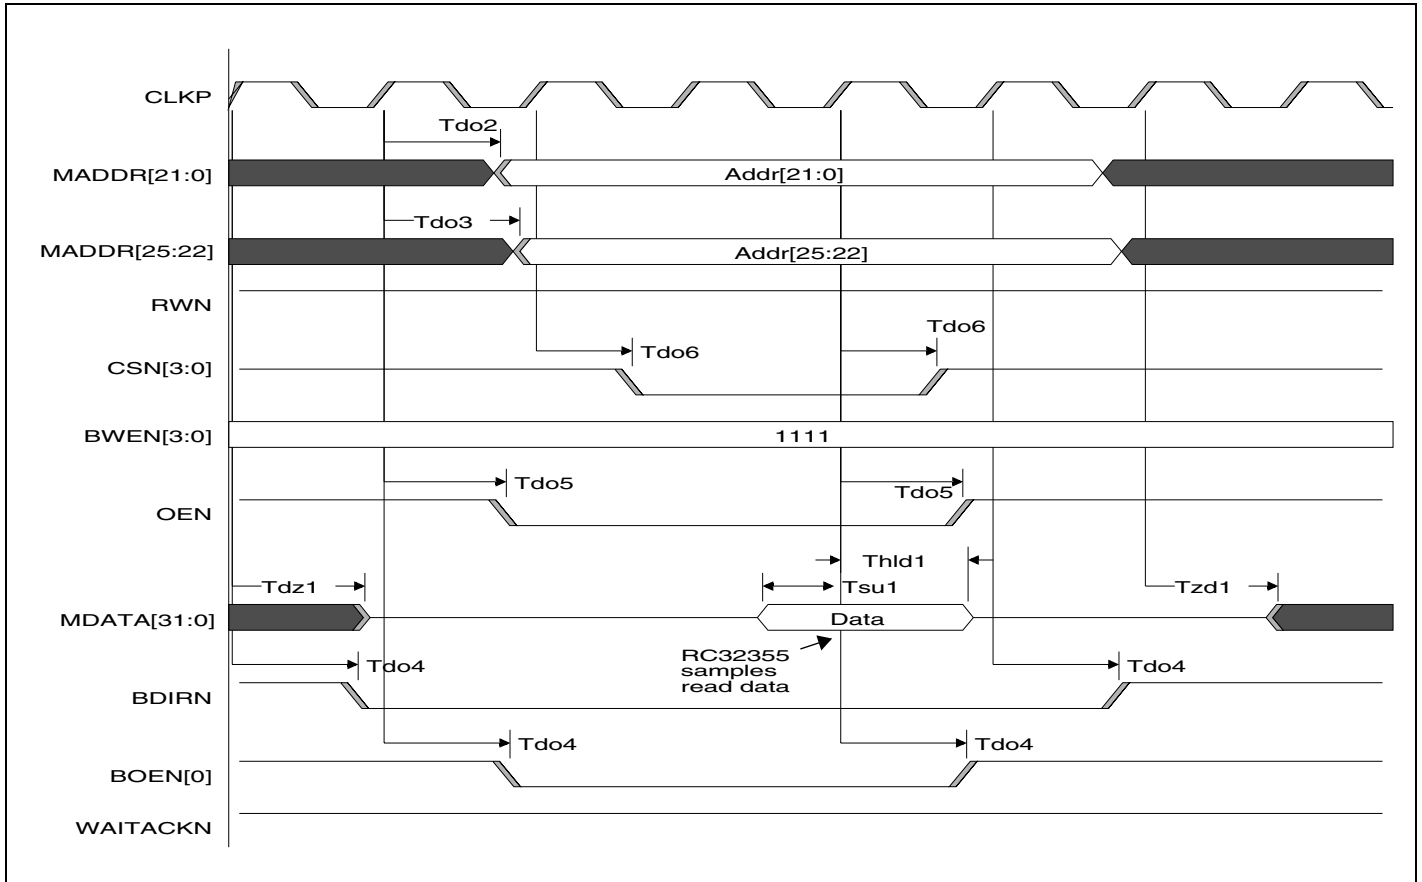 CLKP
Tdo2
MADDR[21:0]
Addr[21:0]
Tdo3
MADDR[25:22]
Addr[25:22]
RWN
Tdo6
Tdo6
CSN[3:0]
BWEN[3:0]
1111
Tdo5
Tdo5
OEN
Thld1
Tdz1
Tsu1
Tzd1
MDATA[31:0]
Data
RC32355
samples
read data
Tdo4
Tdo4
BDIRN
Tdo4
Tdo4
BOEN[0]
WAITACKN